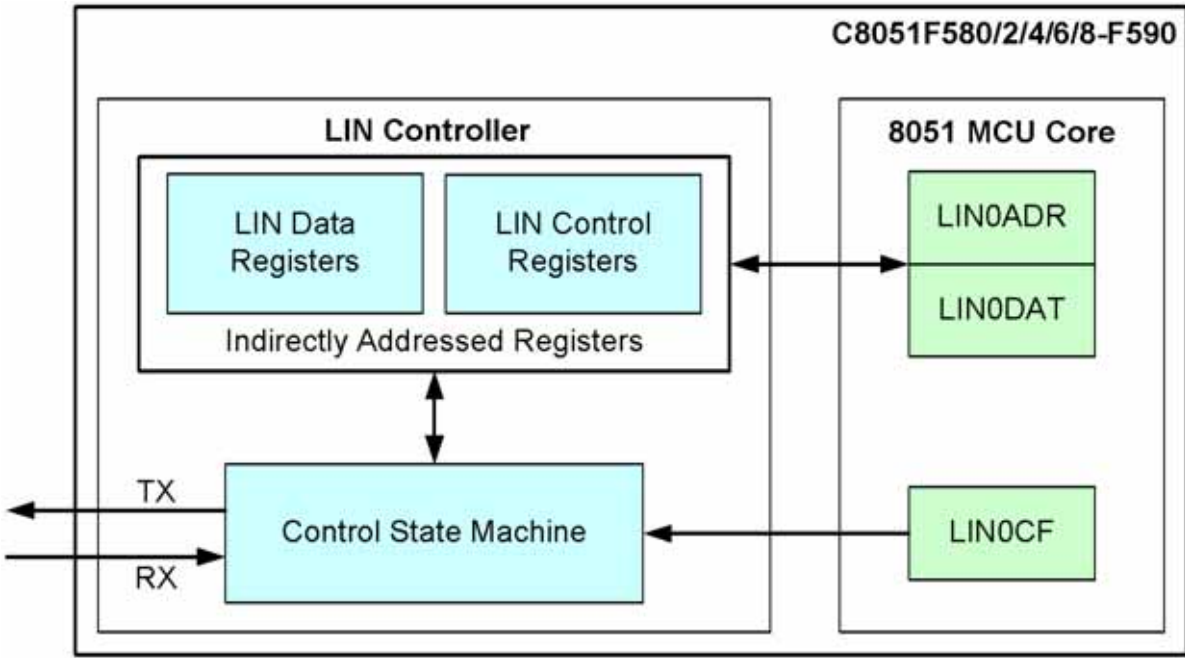 C8051F580/2/4/6/8-F590
LIN Controller
8051 MCU Core
LIN Data
Registers
LIN Control
Registers
Indirectly Addressed Registers
LIN0ADR
LIN0DAT
TX
RX
Control State Machine
LIN0CF